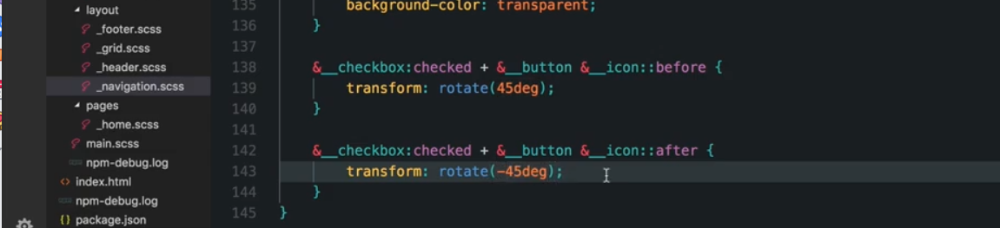 layout
_footer.scss
_grid.scss
_header.scss
_navigation.scss
pages
_home.scss
main.scss
npm-debug.log
index.html
npm-debug.log
package.json
135 background-color: transparent;
136 }
137
138 &__checkbox:checked + &__button &__icon::before {
139 transform: rotate(45deg);
140 }
141
142 &__checkbox:checked + &__button &__icon::after {
143 transform: rotate(-45deg);
144 }
145 }